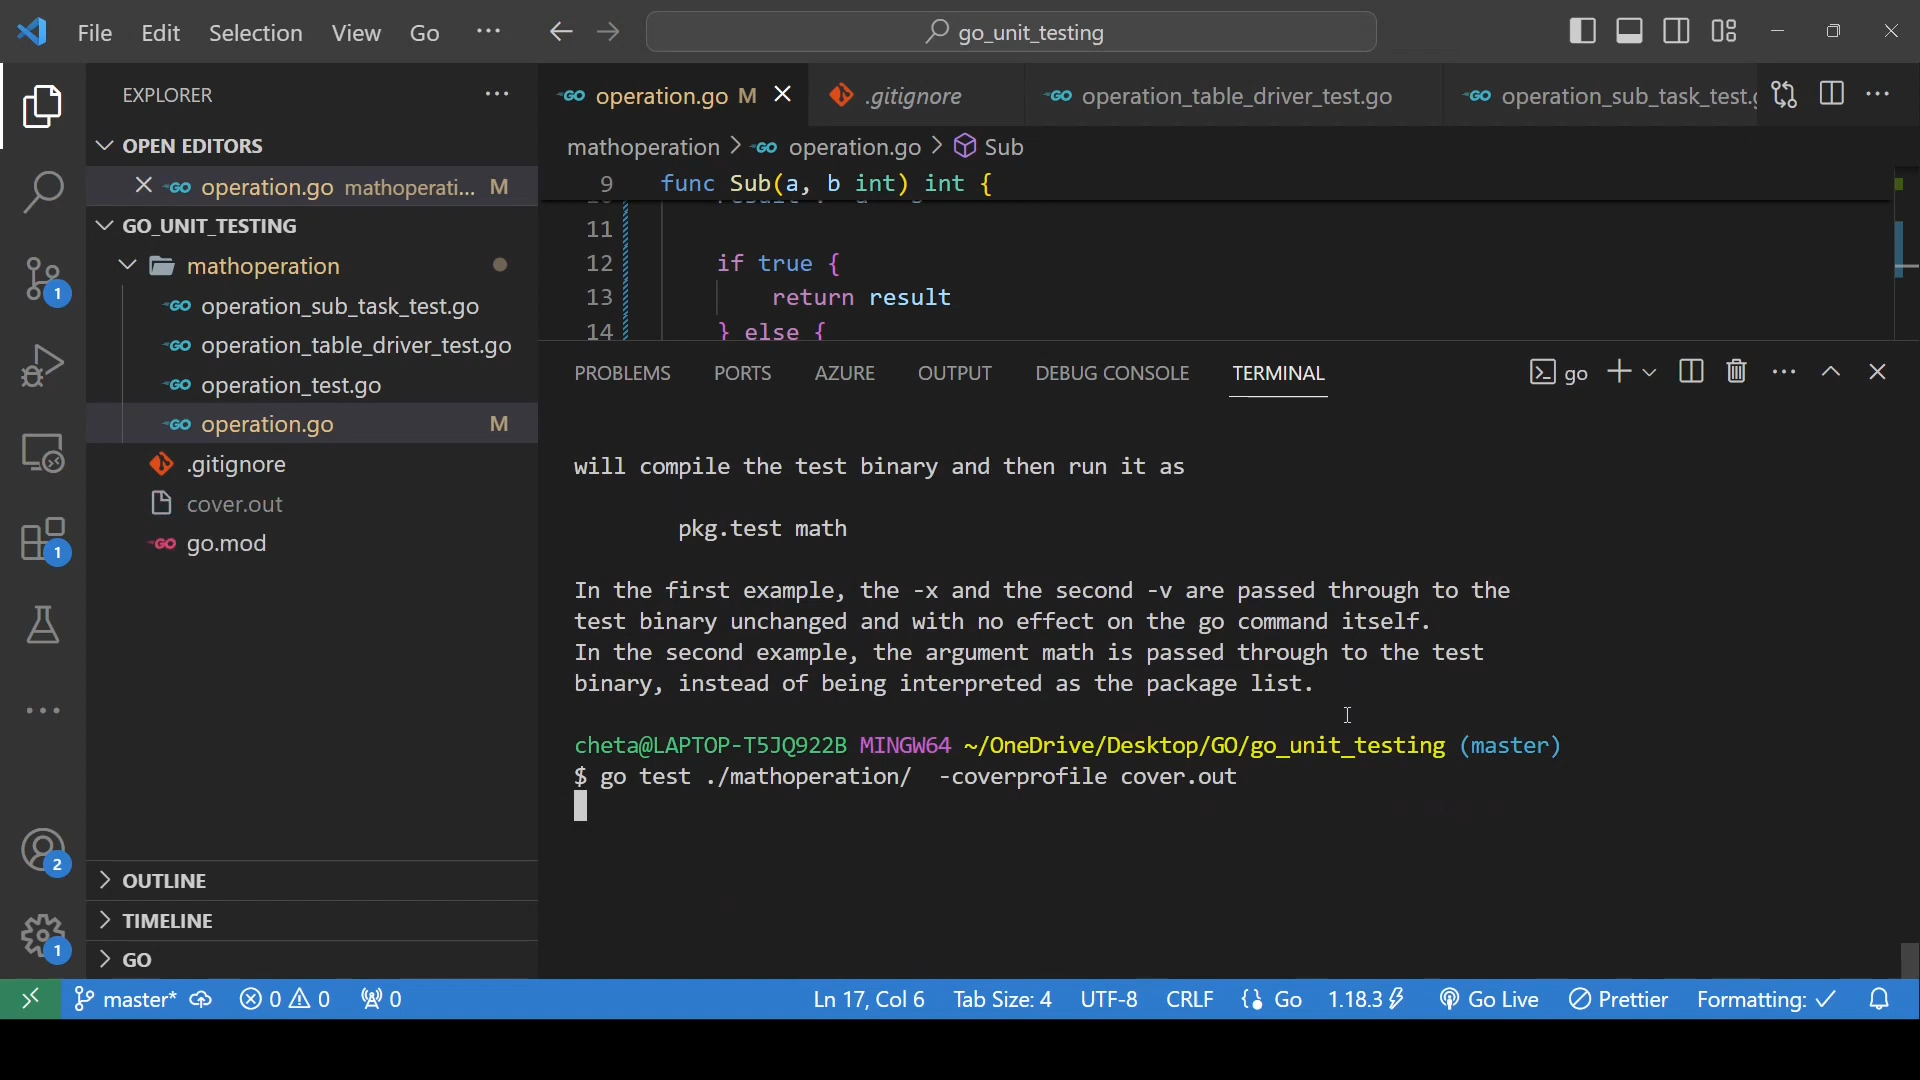 File Edit Selection View Go ··· go_unit_testing
EXPLORER ···
OPEN EDITORS
operation.go mathoperati... M
GO_UNIT_TESTING
mathoperation
operation_sub_task_test.go
operation_table_driver_test.go
operation_test.go
operation.go M
.gitignore
cover.out
go.mod
OUTLINE
TIMELINE
GO
1
1
2
1
operation.go M .gitignore operation_table_driver_test.go operation_sub_task_test.g
mathoperation > operation.go > Sub
9 func Sub(a, b int) int {
11
12 if true {
13 return result
14 } else {
PROBLEMS PORTS AZURE OUTPUT DEBUG CONSOLE TERMINAL go
will compile the test binary and then run it as
pkg.test math
In the first example, the -x and the second -v are passed through to the
test binary unchanged and with no effect on the go command itself.
In the second example, the argument math is passed through to the test
binary, instead of being interpreted as the package list.
cheta@LAPTOP-T5JQ922B MINGW64 ~/OneDrive/Desktop/GO/go_unit_testing (master)
$ go test ./mathoperation/  -coverprofile cover.out
master* 0 0 0 Ln 17, Col 6 Tab Size: 4 UTF-8 CRLF Go 1.18.3 Go Live Prettier Formatting: ✓